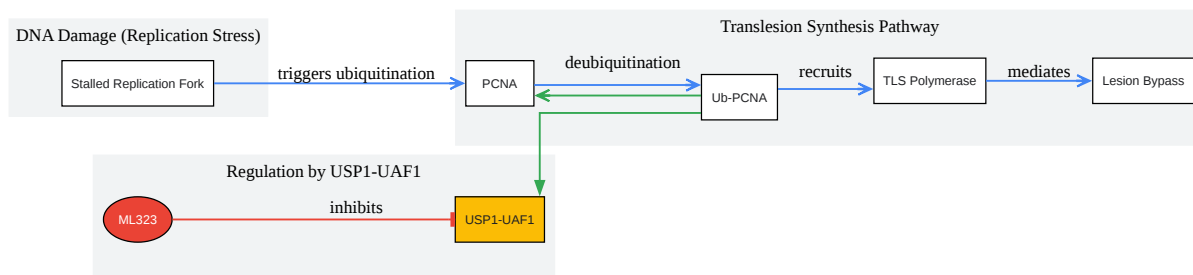 DNA Damage (Replication Stress)
Translesion Synthesis Pathway
Stalled Replication Fork
triggers ubiquitination
PCNA
deubiquitination
Ub-PCNA
recruits
TLS Polymerase
mediates
Lesion Bypass
Regulation by USP1-UAF1
ML323
inhibits
USP1-UAF1